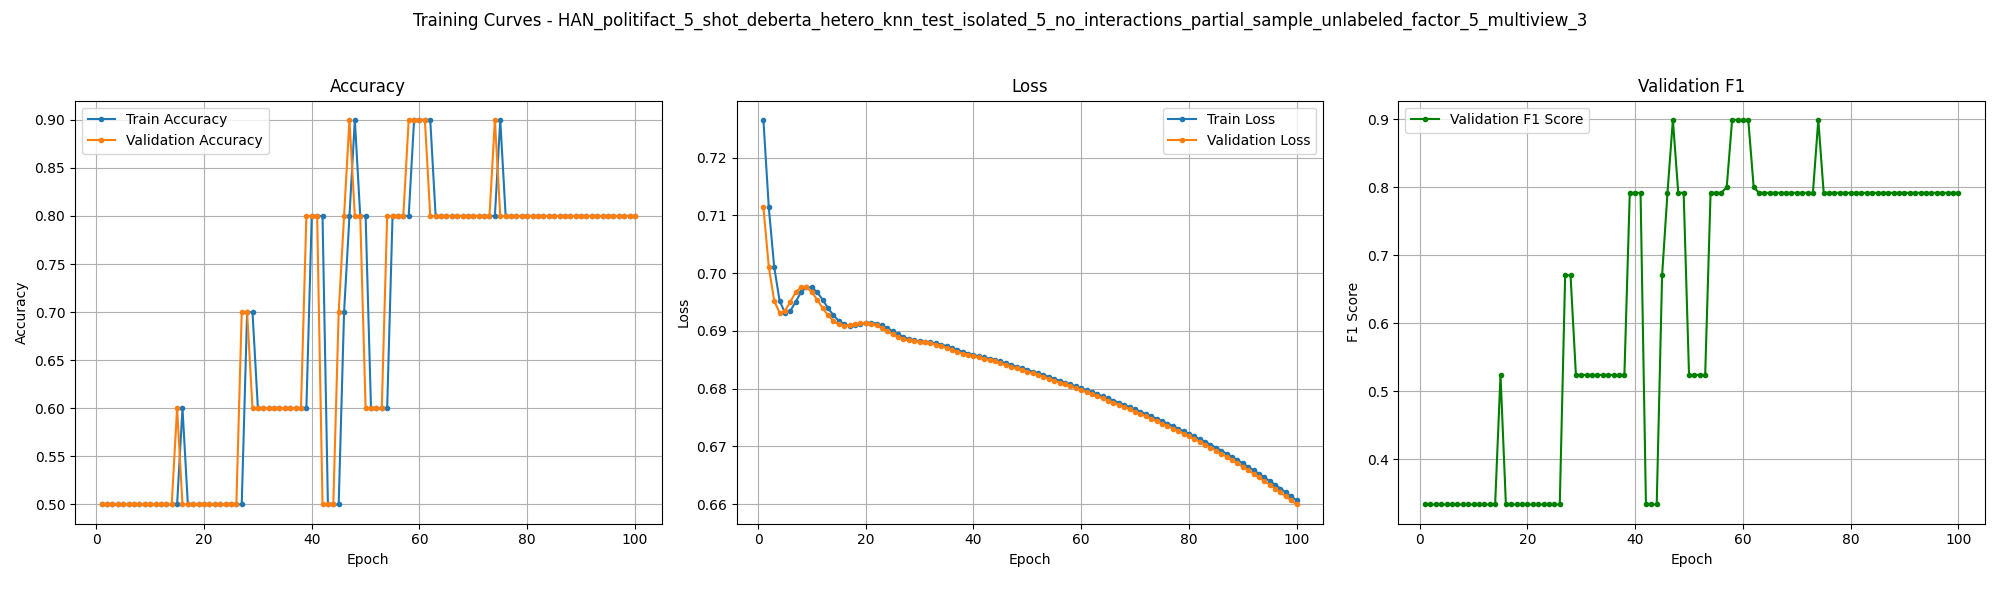 Training Curves - HAN_politifact_5_shot_deberta_hetero_knn_test_isolated_5_no_interactions_partial_sample_unlabeled_factor_5_multiview_3
Accuracy
Train Accuracy
Validation Accuracy
Accuracy
0.90
0.85
0.80
0.75
0.70
0.65
0.60
0.55
0.50
0
20
40
60
80
100
Epoch
Loss
Train Loss
Validation Loss
Loss
0.72
0.71
0.70
0.69
0.68
0.67
0.66
0
20
40
60
80
100
Epoch
Validation F1
Validation F1 Score
F1 Score
0.9
0.8
0.7
0.6
0.5
0.4
0
20
40
60
80
100
Epoch